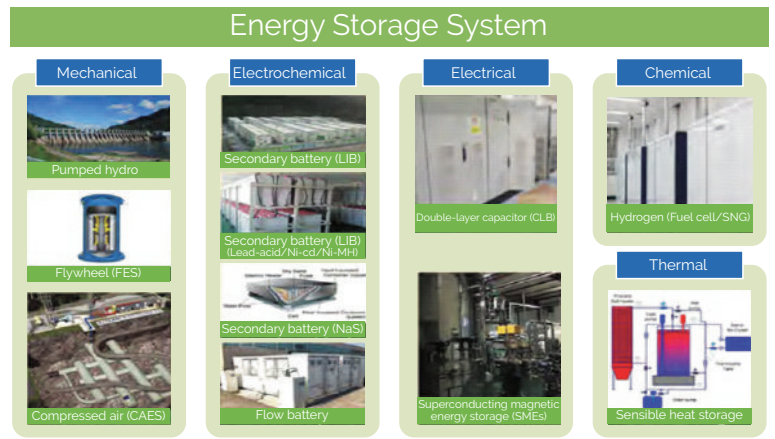 Energy Storage System
Mechanical
Pumped hydro
Flywheel (FES)
Compressed air (CAES)
Electrochemical
Secondary battery (LIB)
Secondary battery (LIB)
(Lead-acid/Ni-cd/Ni-MH)
Secondary battery (NaS)
Flow battery
Electrical
Double-layer capacitor (CLB)
Superconducting magnetic
energy storage (SMEs)
Chemical
Hydrogen (Fuel cell/SNG)
Thermal
Sensible heat storage